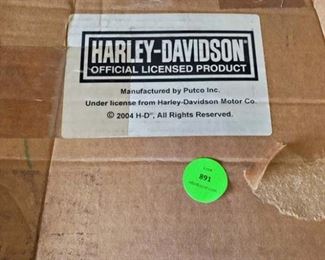 HARLEY-DAVIDSON
OFFICIAL LICENSED PRODUCT
Manufactured by Putco Inc.
Under license from Harley-Davidson Motor Co.
© 2004 H-D®, All Rights Reserved.
891